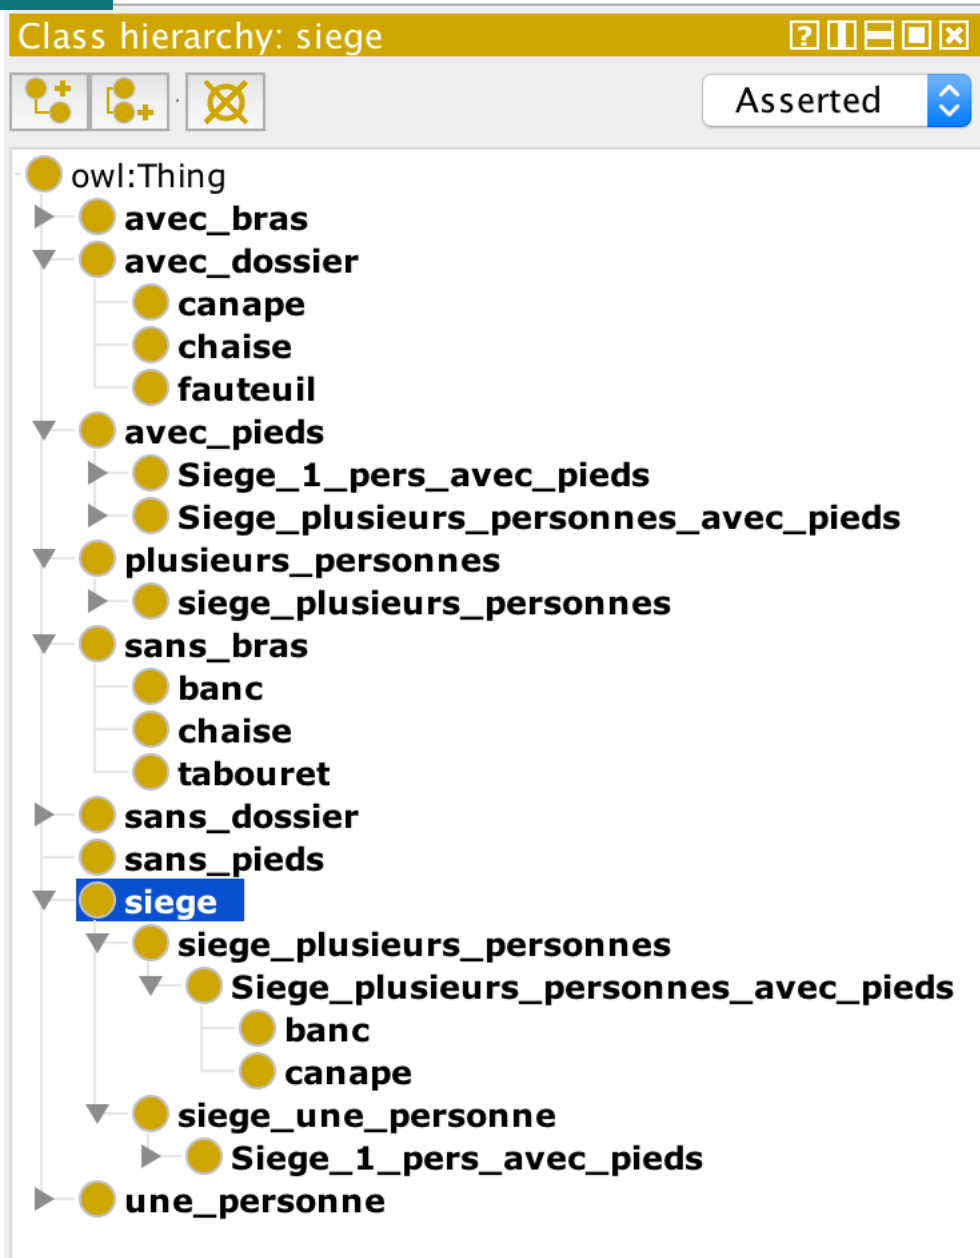 Class hierarchy: siege
Asserted
owl:Thing
avec_bras
avec_dossier
canape
chaise
fauteuil
avec_pieds
Siege_1_pers_avec_pieds
Siege_plusieurs_personnes_avec_pieds
plusieurs_personnes
siege_plusieurs_personnes
sans_bras
banc
chaise
tabouret
sans_dossier
sans_pieds
siege
siege_plusieurs_personnes
Siege_plusieurs_personnes_avec_pieds
banc
canape
siege_une_personne
Siege_1_pers_avec_pieds
une_personne